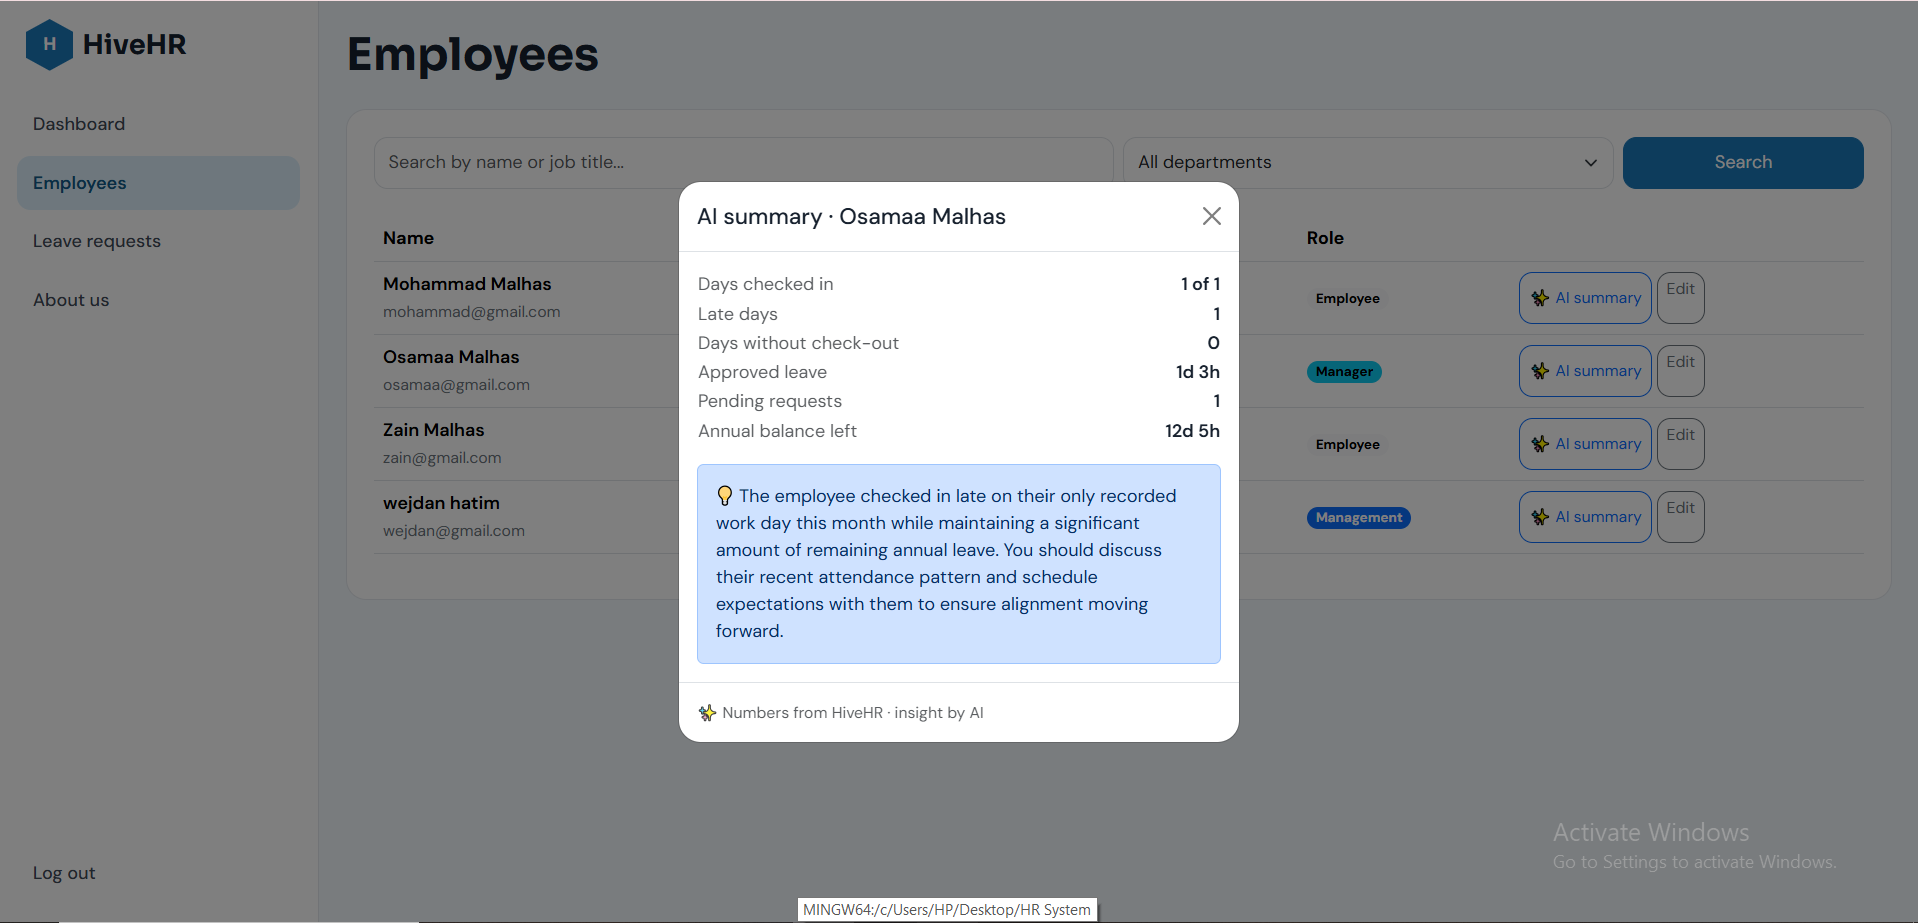 H HiveHR
Dashboard
Employees
Leave requests
About us
Log out
Employees
Search by name or job title...
All departments
Search
Name
Role
Mohammad Malhas
mohammad@gmail.com
Employee
AI summary
Edit
Osamaa Malhas
osamaa@gmail.com
Manager
AI summary
Edit
Zain Malhas
zain@gmail.com
Employee
AI summary
Edit
wejdan hatim
wejdan@gmail.com
Management
AI summary
Edit
AI summary · Osamaa Malhas
Days checked in 1 of 1
Late days 1
Days without check-out 0
Approved leave 1d 3h
Pending requests 1
Annual balance left 12d 5h
The employee checked in late on their only recorded
work day this month while maintaining a significant
amount of remaining annual leave. You should discuss
their recent attendance pattern and schedule
expectations with them to ensure alignment moving
forward.
Numbers from HiveHR · insight by AI
Activate Windows
Go to Settings to activate Windows.
MINGW64:/c/Users/HP/Desktop/HR System